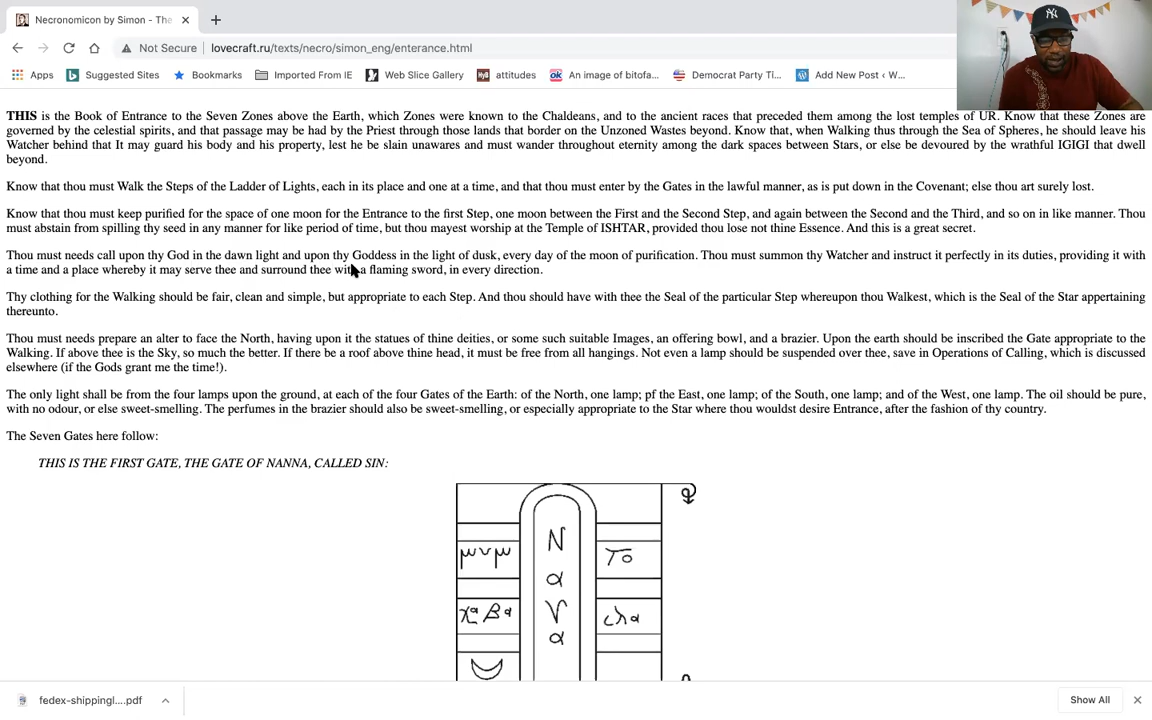 Necronomicon by Simon - The
Not Secure | lovecraft.ru/texts/necro/simon_eng/enterance.html
Apps Suggested Sites Bookmarks Imported From IE Web Slice Gallery attitudes An image of bitofa... Democrat Party Ti... Add New Post ‹ W...
THIS is the Book of Entrance to the Seven Zones above the Earth, which Zones were known to the Chaldeans, and to the ancient races that preceded them among the lost temples of UR. Know that these Zones are
governed by the celestial spirits, and that passage may be had by the Priest through those lands that border on the Unzoned Wastes beyond. Know that, when Walking thus through the Sea of Spheres, he should leave his
Watcher behind that It may guard his body and his property, lest he be slain unawares and must wander throughout eternity among the dark spaces between Stars, or else be devoured by the wrathful IGIGI that dwell
beyond.
Know that thou must Walk the Steps of the Ladder of Lights, each in its place and one at a time, and that thou must enter by the Gates in the lawful manner, as is put down in the Covenant; else thou art surely lost.
Know that thou must keep purified for the space of one moon for the Entrance to the first Step, one moon between the First and the Second Step, and again between the Second and the Third, and so on in like manner. Thou
must abstain from spilling thy seed in any manner for like period of time, but thou mayest worship at the Temple of ISHTAR, provided thou lose not thine Essence. And this is a great secret.
Thou must needs call upon thy God in the dawn light and upon thy Goddess in the light of dusk, every day of the moon of purification. Thou must summon thy Watcher and instruct it perfectly in its duties, providing it with
a time and a place whereby it may serve thee and surround thee with a flaming sword, in every direction.
Thy clothing for the Walking should be fair, clean and simple, but appropriate to each Step. And thou should have with thee the Seal of the particular Step whereupon thou Walkest, which is the Seal of the Star appertaining
thereunto.
Thou must needs prepare an alter to face the North, having upon it the statues of thine deities, or some such suitable Images, an offering bowl, and a brazier. Upon the earth should be inscribed the Gate appropriate to the
Walking. If above thee is the Sky, so much the better. If there be a roof above thine head, it must be free from all hangings. Not even a lamp should be suspended over thee, save in Operations of Calling, which is discussed
elsewhere (if the Gods grant me the time!).
The only light shall be from the four lamps upon the ground, at each of the four Gates of the Earth: of the North, one lamp; pf the East, one lamp; of the South, one lamp; and of the West, one lamp. The oil should be pure,
with no odour, or else sweet-smelling. The perfumes in the brazier should also be sweet-smelling, or especially appropriate to the Star where thou wouldst desire Entrance, after the fashion of thy country.
The Seven Gates here follow:
THIS IS THE FIRST GATE, THE GATE OF NANNA, CALLED SIN:
fedex-shippingl....pdf
Show All